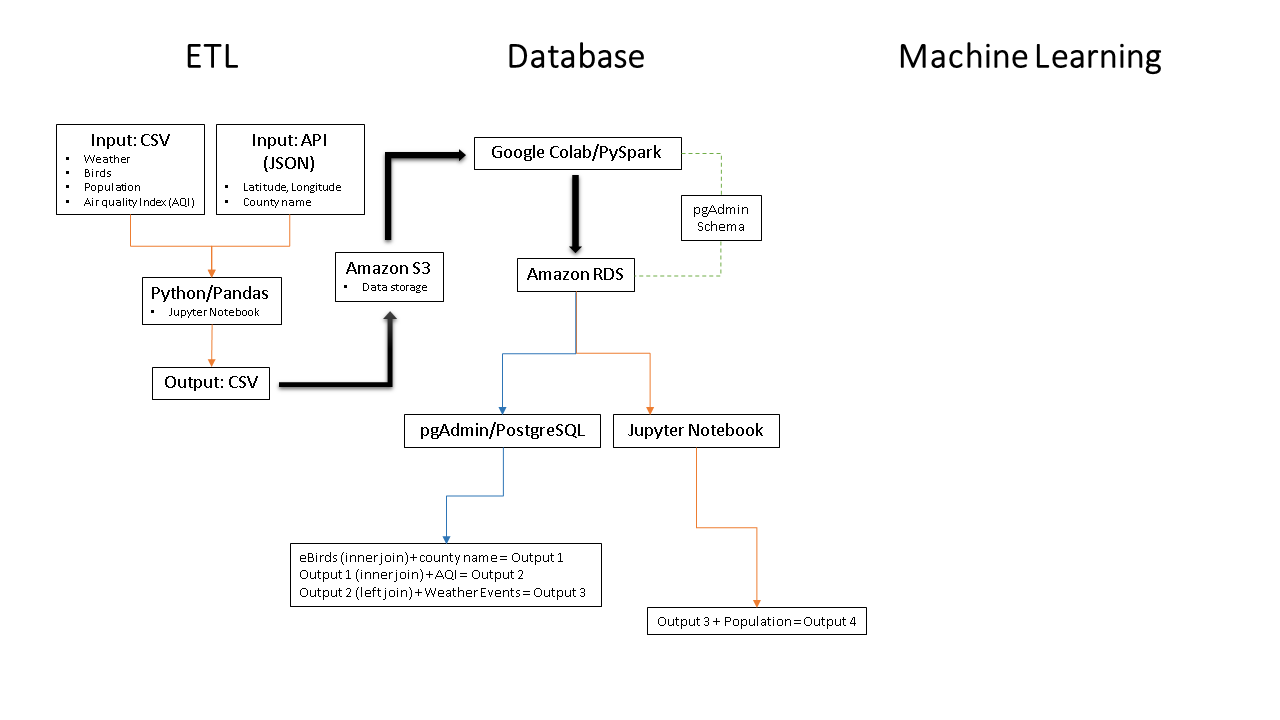 ETL
Database
Machine Learning
Input: CSV
• Weather
• Birds
• Population
• Air quality Index (AQI)
Input: API
(JSON)
• Latitude, Longitude
• County name
Python/Pandas
• Jupyter Notebook
Output: CSV
Amazon S3
• Data storage
Google Colab/PySpark
pgAdmin
Schema
Amazon RDS
pgAdmin/PostgreSQL
Jupyter Notebook
eBirds (inner join) + county name = Output 1
Output 1 (inner join) + AQI = Output 2
Output 2 (left join) + Weather Events = Output 3
Output 3 + Population = Output 4